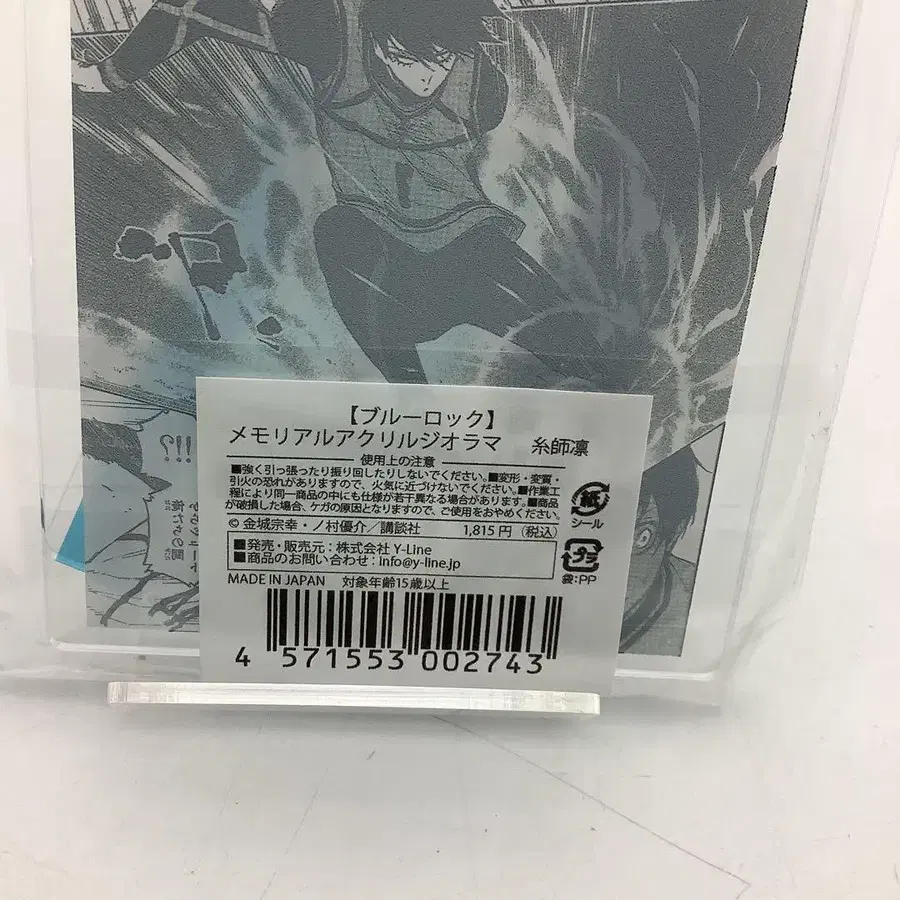 【ブルーロック】
メモリアルアクリルジオラマ 糸師凛
使用上の注意
■強く引っ張ったり振り回したりしないでください。■変形・変質・
引火の恐れがありますので、火気に近づけないでください。■作業工
程により同一商品の中にも仕様が若干異なる場合があります。■商品
が破損した場合、ケガの原因となりますので、ご使用をおやめください。
© 金城宗幸・ノ村優介／講談社 1,815円（税込）
■発売・販売元：株式会社 Y-Line
■商品のお問い合わせ：info@y-line.jp
MADE IN JAPAN 対象年齢15歳以上
紙
シール
プラ
袋:PP
4 571553 002743
!!!?
俺たちの間